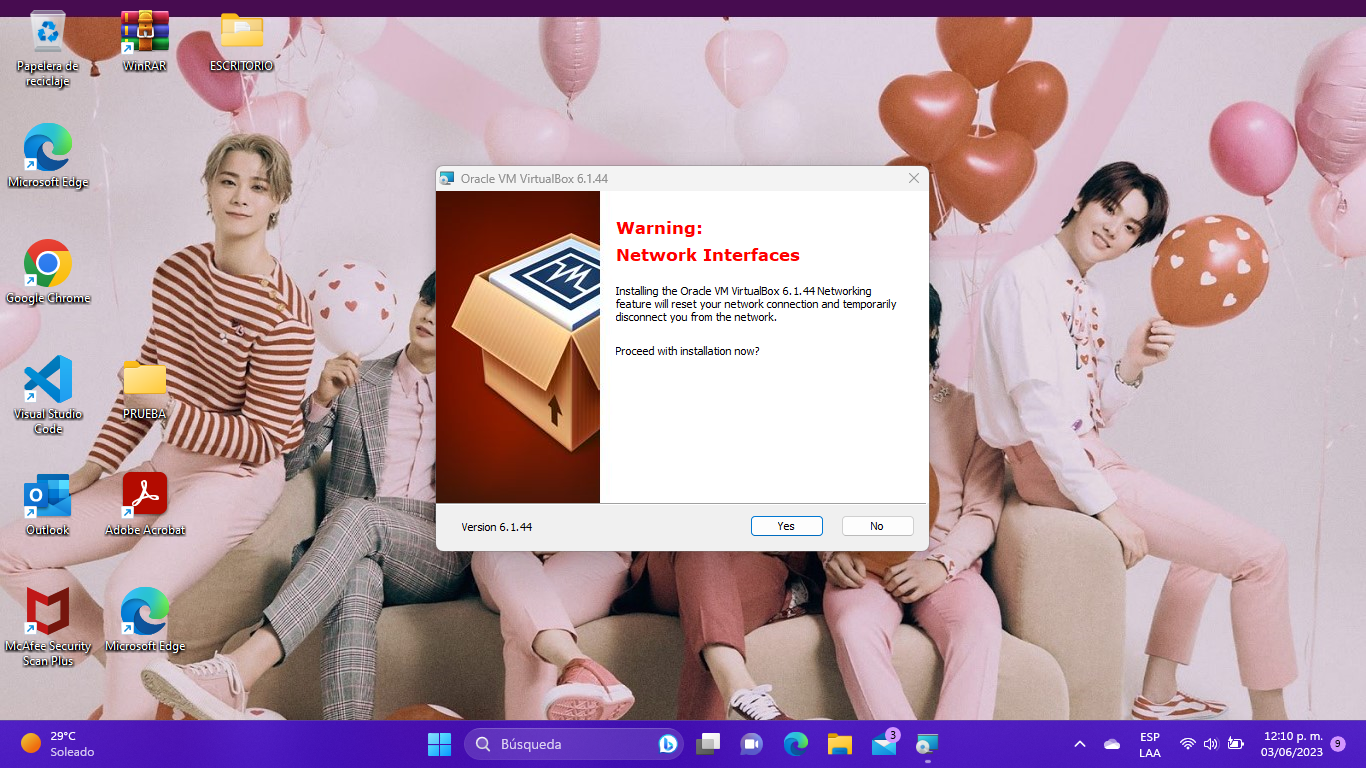 Papelera de
reciclaje
WinRAR
ESCRITORIO
Microsoft Edge
Google Chrome
Visual Studio
Code
PRUEBA
Outlook
Adobe Acrobat
McAfee Security
Scan Plus
Microsoft Edge
Oracle VM VirtualBox 6.1.44
Warning:
Network Interfaces
Installing the Oracle VM VirtualBox 6.1.44 Networking
feature will reset your network connection and temporarily
disconnect you from the network.
Proceed with installation now?
Version 6.1.44
Yes
No
29°C
Soleado
Búsqueda
3
ESP
LAA
12:10 p. m.
03/06/2023
9